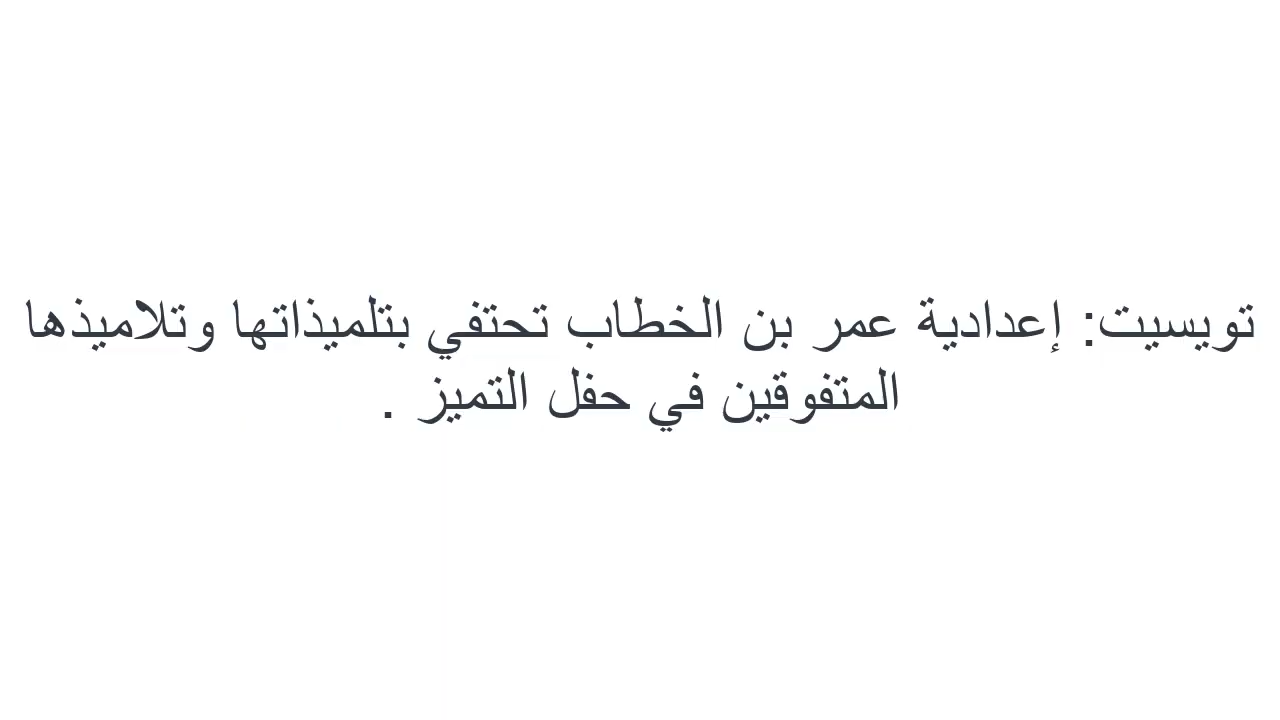 تويسيت: إعدادية عمر بن الخطاب تحتفي بتلميذاتها وتلاميذها
المتفوقين في حفل التميز .